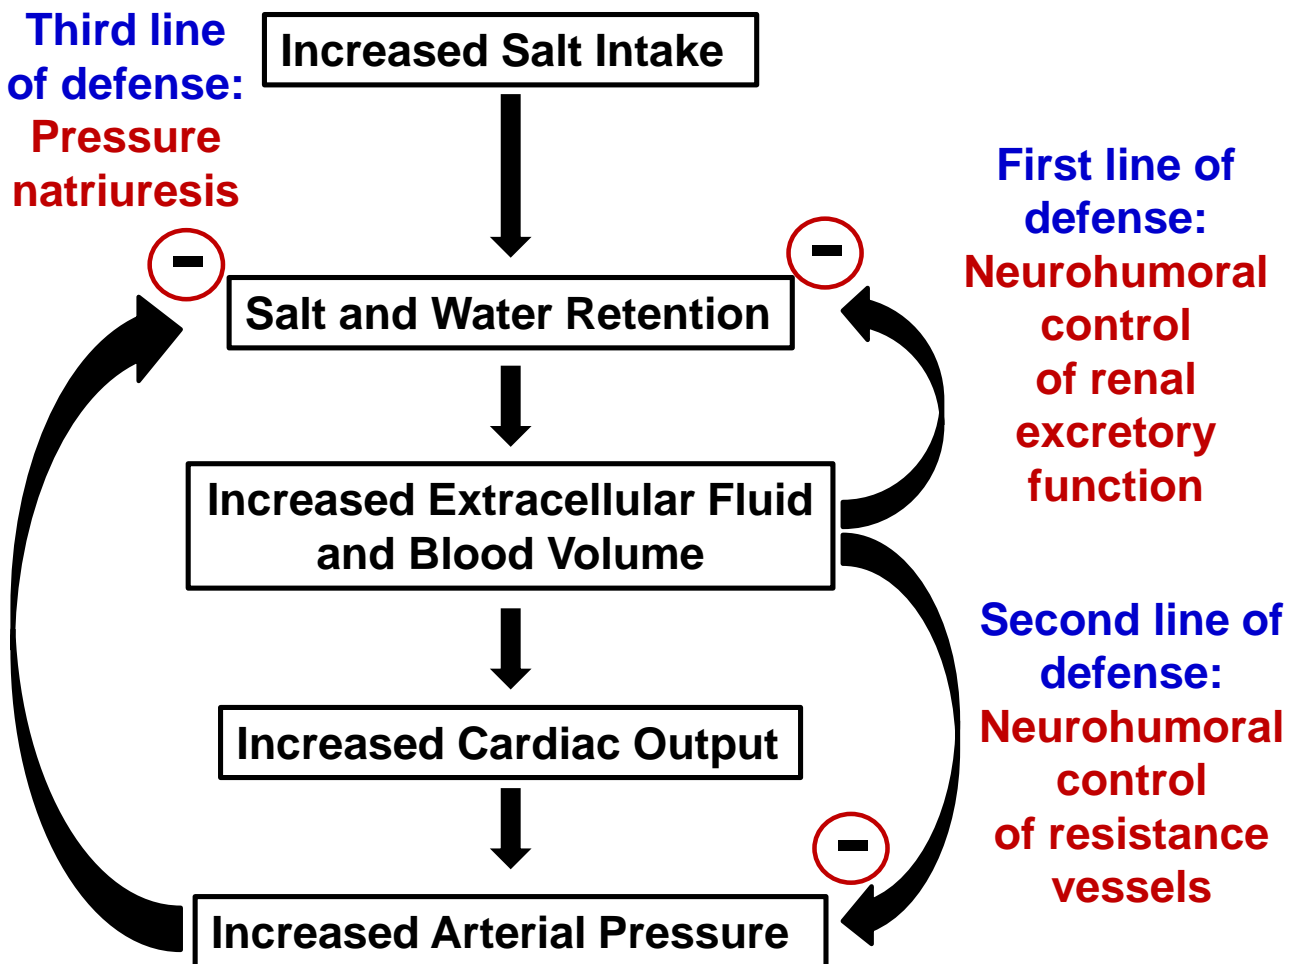 Third line
of defense:
Pressure
natriuresis
Increased Salt Intake
First line of
defense:
Neurohumoral
control
of renal
excretory
function
-
-
Salt and Water Retention
Increased Extracellular Fluid
and Blood Volume
Second line of
defense:
Neurohumoral
control
of resistance
vessels
Increased Cardiac Output
-
Increased Arterial Pressure